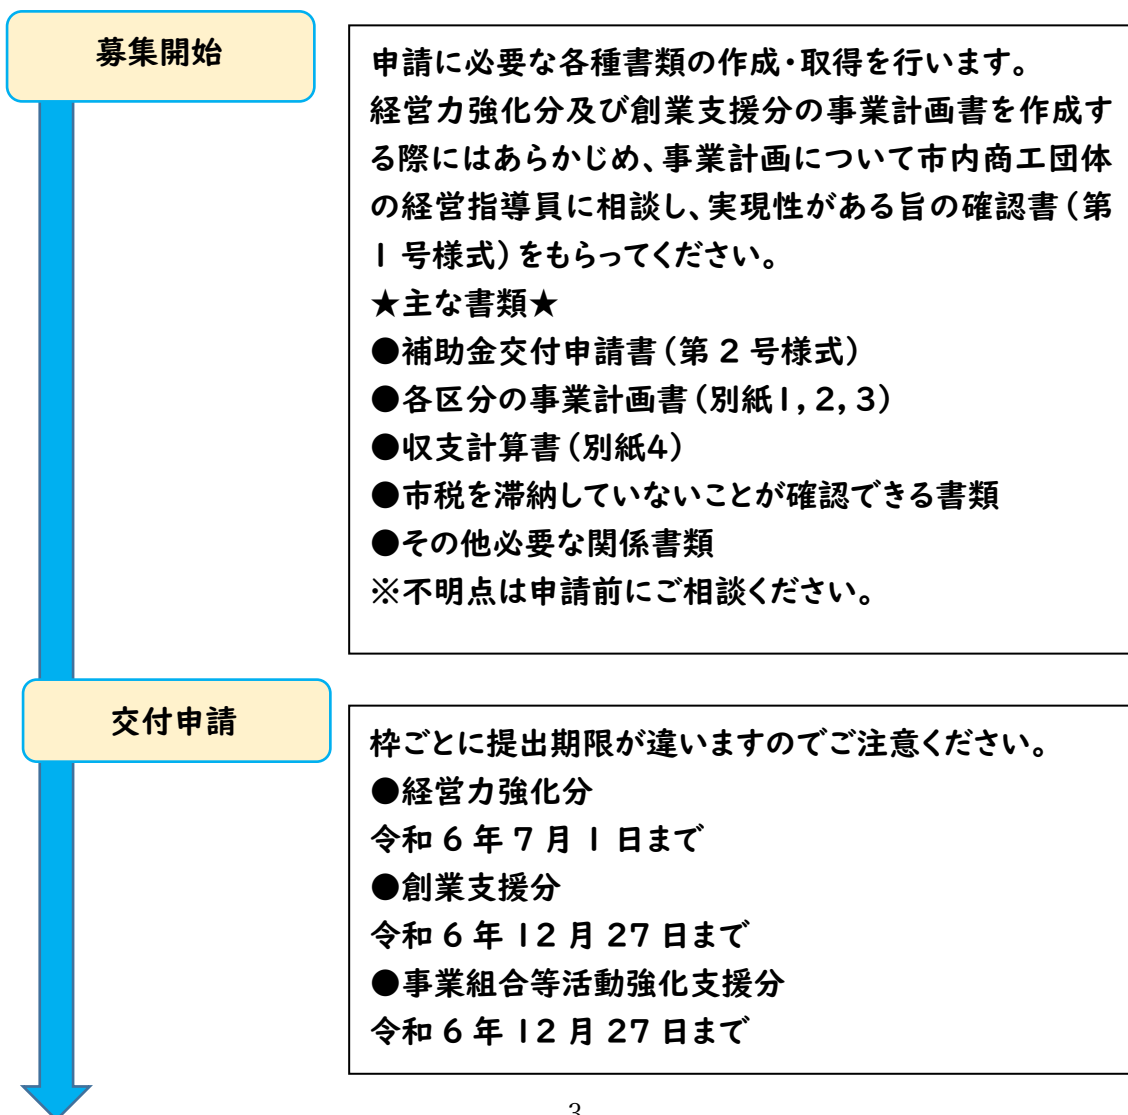 募集開始
申請に必要な各種書類の作成・取得を行います。
経営力強化分及び創業支援分の事業計画書を作成す
る際にはあらかじめ、事業計画について市内商工団体
の経営指導員に相談し、実現性がある旨の確認書（第
1 号様式）をもらってください。
★主な書類★
●補助金交付申請書（第 2 号様式）
●各区分の事業計画書（別紙1，2，3）
●収支計算書（別紙4）
●市税を滞納していないことが確認できる書類
●その他必要な関係書類
※不明点は申請前にご相談ください。
交付申請
枠ごとに提出期限が違いますのでご注意ください。
●経営力強化分
令和 6 年 7 月 1 日まで
●創業支援分
令和 6 年 12 月 27 日まで
●事業組合等活動強化支援分
令和 6 年 12 月 27 日まで
3